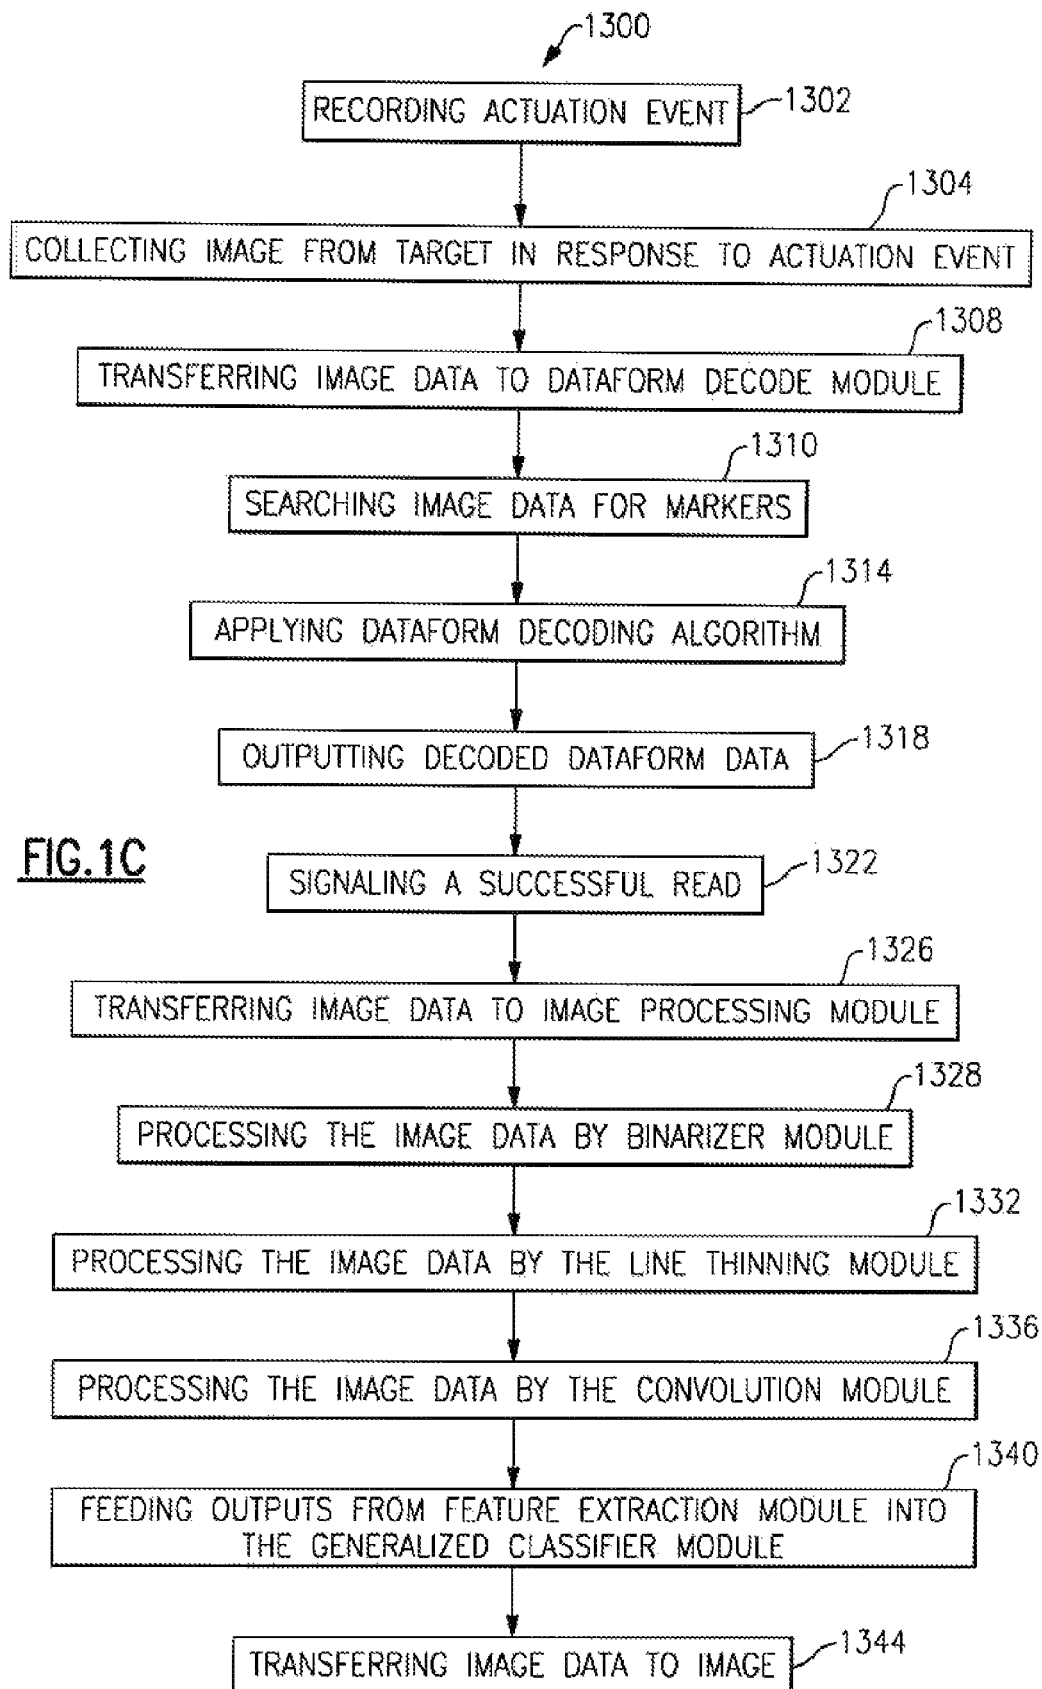 1300
RECORDING ACTUATION EVENT
1302
1304
COLLECTING IMAGE FROM TARGET IN RESPONSE TO ACTUATION EVENT
1308
TRANSFERRING IMAGE DATA TO DATAFORM DECODE MODULE
1310
SEARCHING IMAGE DATA FOR MARKERS
1314
APPLYING DATAFORM DECODING ALGORITHM
1318
OUTPUTTING DECODED DATAFORM DATA
FIG.1C
1322
SIGNALING A SUCCESSFUL READ
1326
TRANSFERRING IMAGE DATA TO IMAGE PROCESSING MODULE
1328
PROCESSING THE IMAGE DATA BY BINARIZER MODULE
1332
PROCESSING THE IMAGE DATA BY THE LINE THINNING MODULE
1336
PROCESSING THE IMAGE DATA BY THE CONVOLUTION MODULE
1340
FEEDING OUTPUTS FROM FEATURE EXTRACTION MODULE INTO
THE GENERALIZED CLASSIFIER MODULE
1344
TRANSFERRING IMAGE DATA TO IMAGE